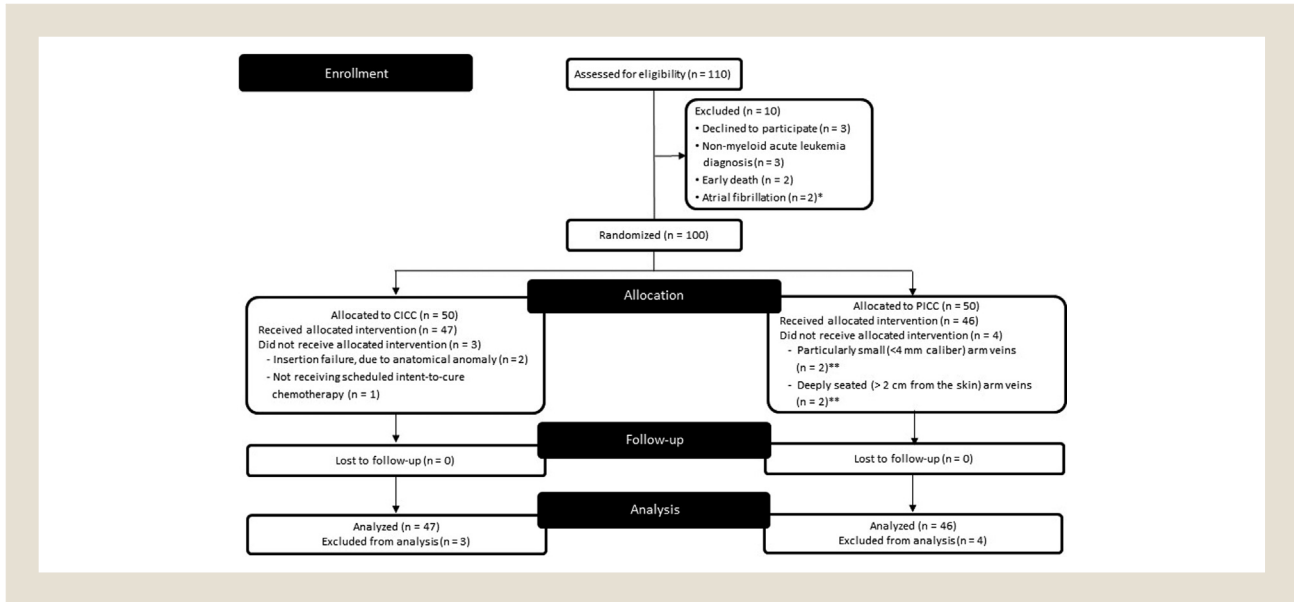 Enrollment
Assessed for eligibility (n = 110)
Excluded (n = 10)
• Declined to participate (n = 3)
• Non-myeloid acute leukemia
diagnosis (n = 3)
• Early death (n = 2)
• Atrial fibrillation (n = 2)*
Randomized (n = 100)
Allocation
Allocated to CICC (n = 50)
Received allocated intervention (n = 47)
Did not receive allocated intervention (n = 3)
- Insertion failure, due to anatomical anomaly (n = 2)
- Not receiving scheduled intent-to-cure
chemotherapy (n = 1)
Allocated to PICC (n = 50)
Received allocated intervention (n = 46)
Did not receive allocated intervention (n = 4)
- Particularly small (<4 mm caliber) arm veins
(n = 2)**
- Deeply seated (> 2 cm from the skin) arm veins
(n = 2)**
Follow-up
Lost to follow-up (n = 0)
Lost to follow-up (n = 0)
Analysis
Analyzed (n = 47)
Excluded from analysis (n = 3)
Analyzed (n = 46)
Excluded from analysis (n = 4)